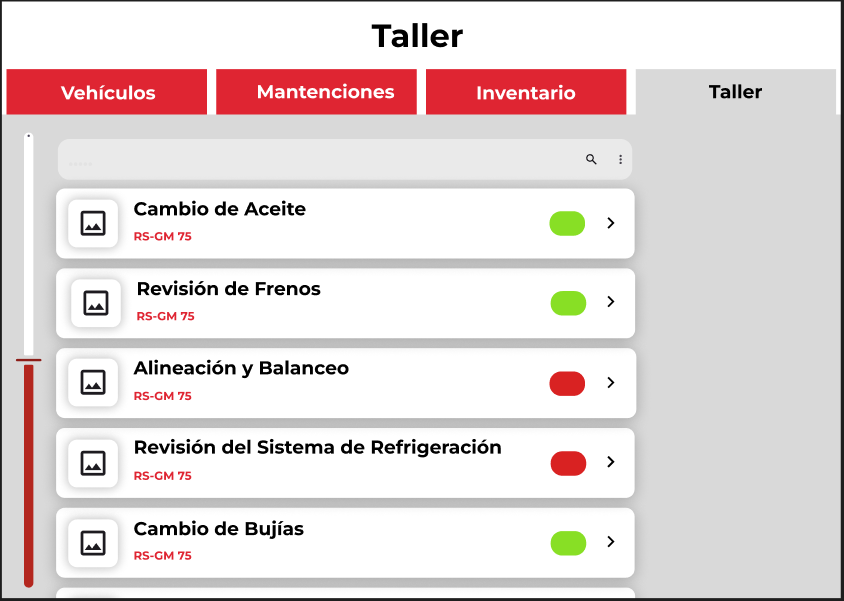 Taller
Vehículos
Mantenciones
Inventario
Taller
.....
Cambio de Aceite
RS-GM 75
Revisión de Frenos
RS-GM 75
Alineación y Balanceo
RS-GM 75
Revisión del Sistema de Refrigeración
RS-GM 75
Cambio de Bujías
RS-GM 75